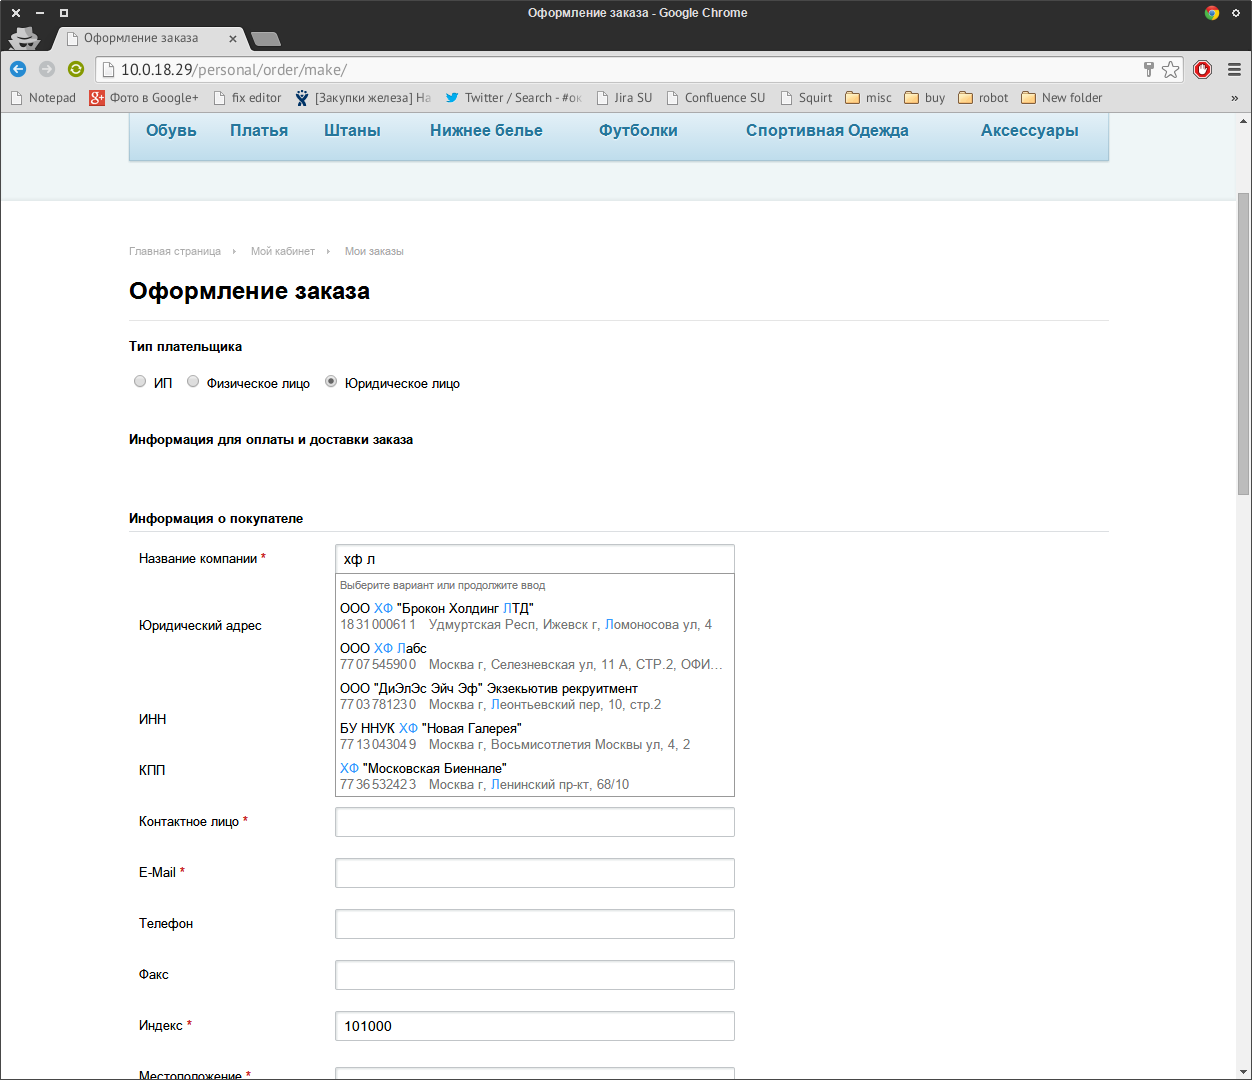 Оформление заказа - Google Chrome
Оформление заказа
10.0.18.29/personal/order/make/
Notepad Фото в Google+ fix editor [Закупки железа] На Twitter / Search - #ок Jira SU Confluence SU Squirt misc buy robot New folder »
Обувь Платья Штаны Нижнее белье Футболки Спортивная Одежда Аксессуары
Главная страница Мой кабинет Мои заказы
Оформление заказа
Тип плательщика
ИП Физическое лицо Юридическое лицо
Информация для оплаты и доставки заказа
Информация о покупателе
Название компании * хф л
Выберите вариант или продолжите ввод
ООО ХФ "Брокон Холдинг ЛТД"
1831000611 Удмуртская Респ, Ижевск г, Ломоносова ул, 4
Юридический адрес
ООО ХФ Лабс
7707545900 Москва г, Селезневская ул, 11 А, СТР.2, ОФИ...
ООО "ДиЭлЭс Эйч Эф" Экзекьютив рекруитмент
7703781230 Москва г, Леонтьевский пер, 10, стр.2
ИНН
БУ ННУК ХФ "Новая Галерея"
7713043049 Москва г, Восьмисотлетия Москвы ул, 4, 2
КПП
ХФ "Московская Биеннале"
7736532423 Москва г, Ленинский пр-кт, 68/10
Контактное лицо *
E-Mail *
Телефон
Факс
Индекс * 101000
Местоположение *